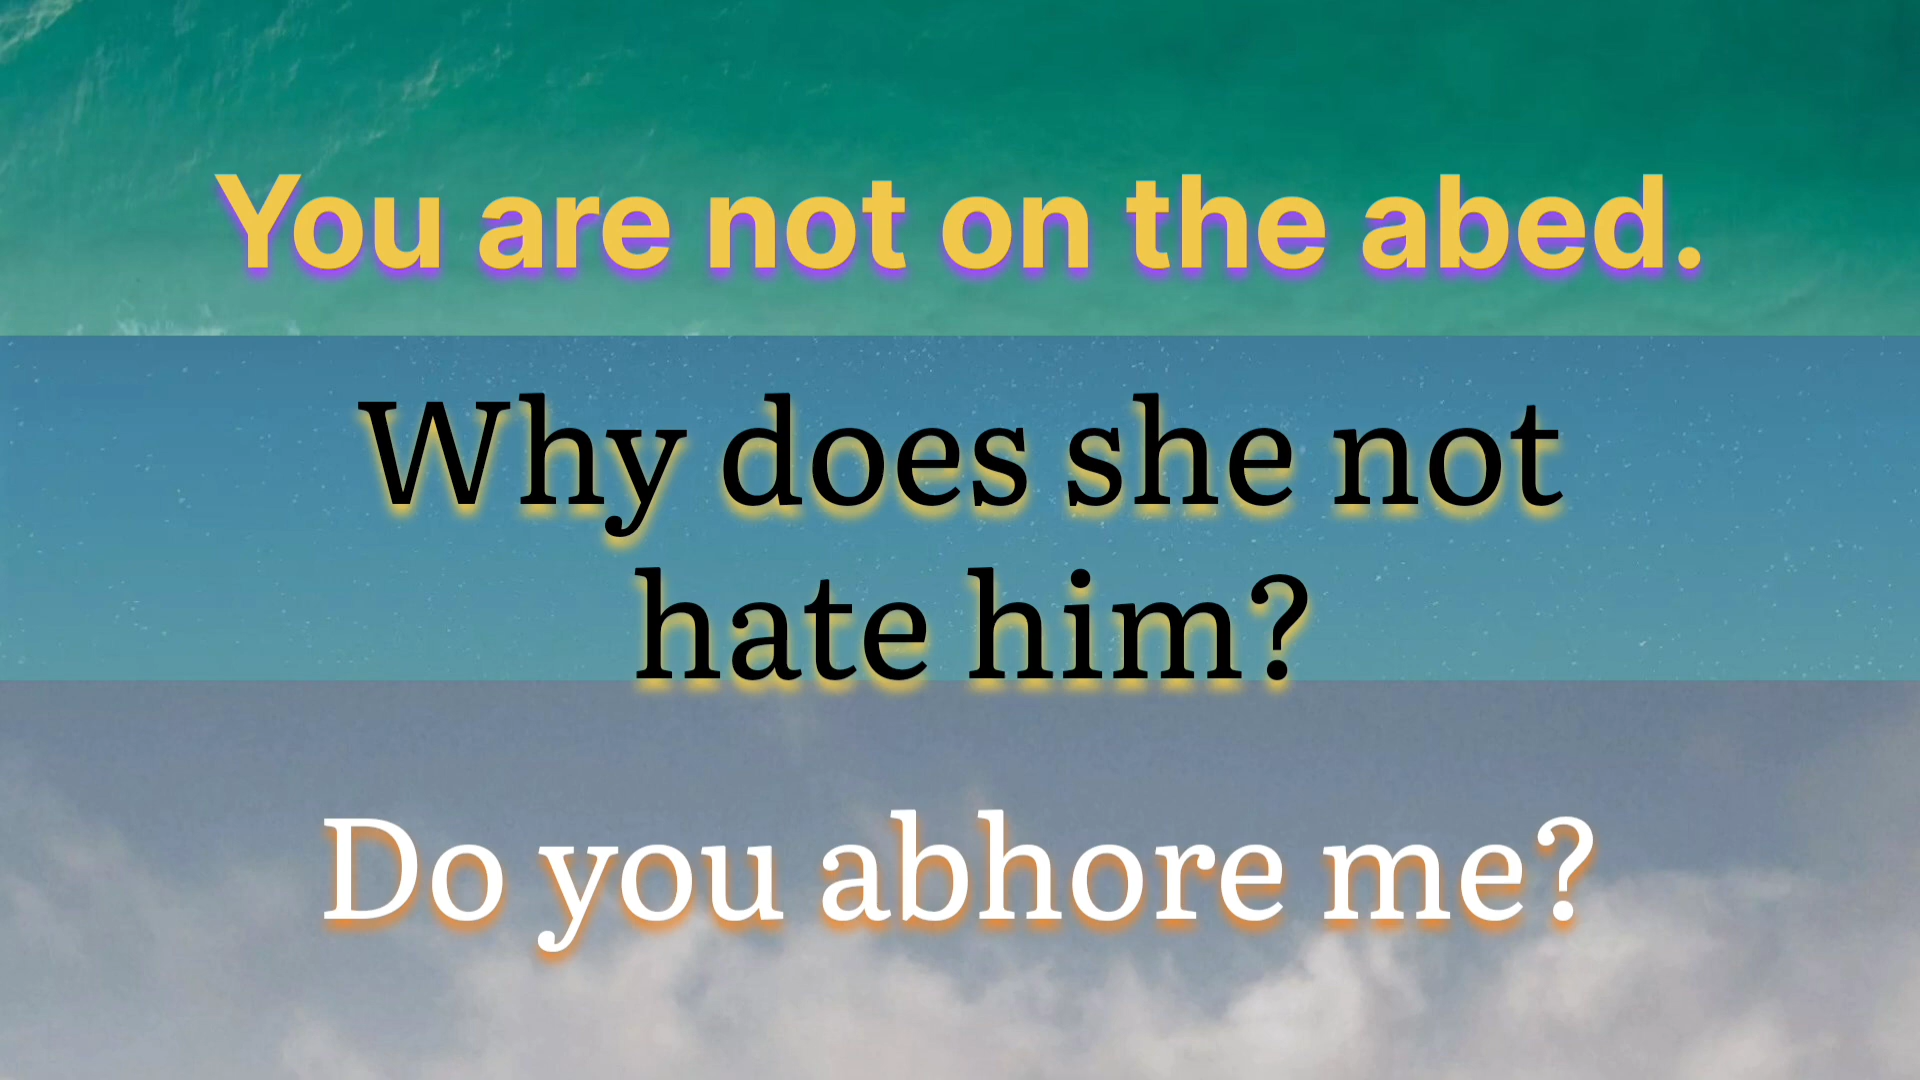 You are not on the abed.
Why does she not
hate him?
Do you abhore me?